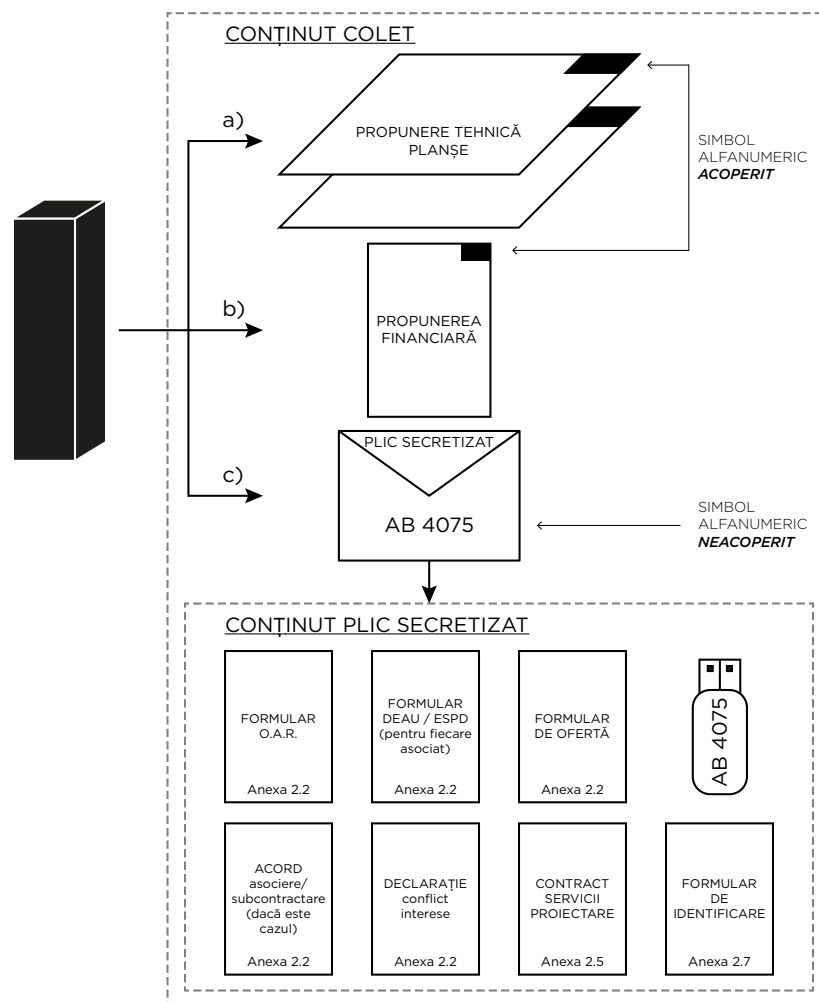 CONȚINUT COLET
a)
PROPUNERE TEHNICĂ
PLANȘE
SIMBOL
ALFANUMERIC
ACOPERIT
b)
PROPUNEREA
FINANCIARĂ
c)
PLIC SECRETIZAT
AB 4075
SIMBOL
ALFANUMERIC
NEACOPERIT
CONȚINUT PLIC SECRETIZAT
FORMULAR
O.A.R.
Anexa 2.2
FORMULAR
DEAU / ESPD
(pentru fiecare
asociat)
Anexa 2.2
FORMULAR
DE OFERTĂ
Anexa 2.2
AB 4075
ACORD
asociere/
subcontractare
(dacă este
cazul)
Anexa 2.2
DECLARAȚIE
conflict
interese
Anexa 2.2
CONTRACT
SERVICII
PROIECTARE
Anexa 2.5
FORMULAR
DE
IDENTIFICARE
Anexa 2.7